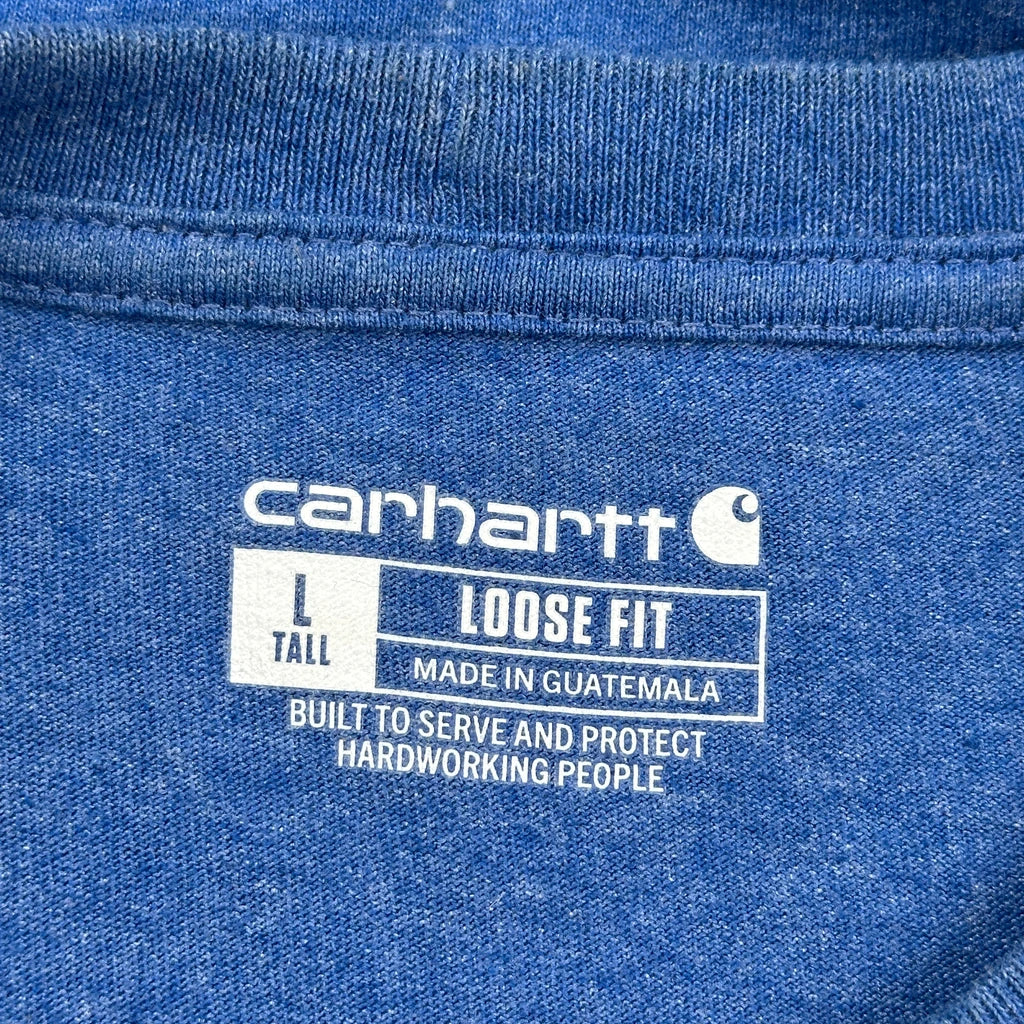 carhartt
L
TALL
LOOSE FIT
MADE IN GUATEMALA
BUILT TO SERVE AND PROTECT
HARDWORKING PEOPLE